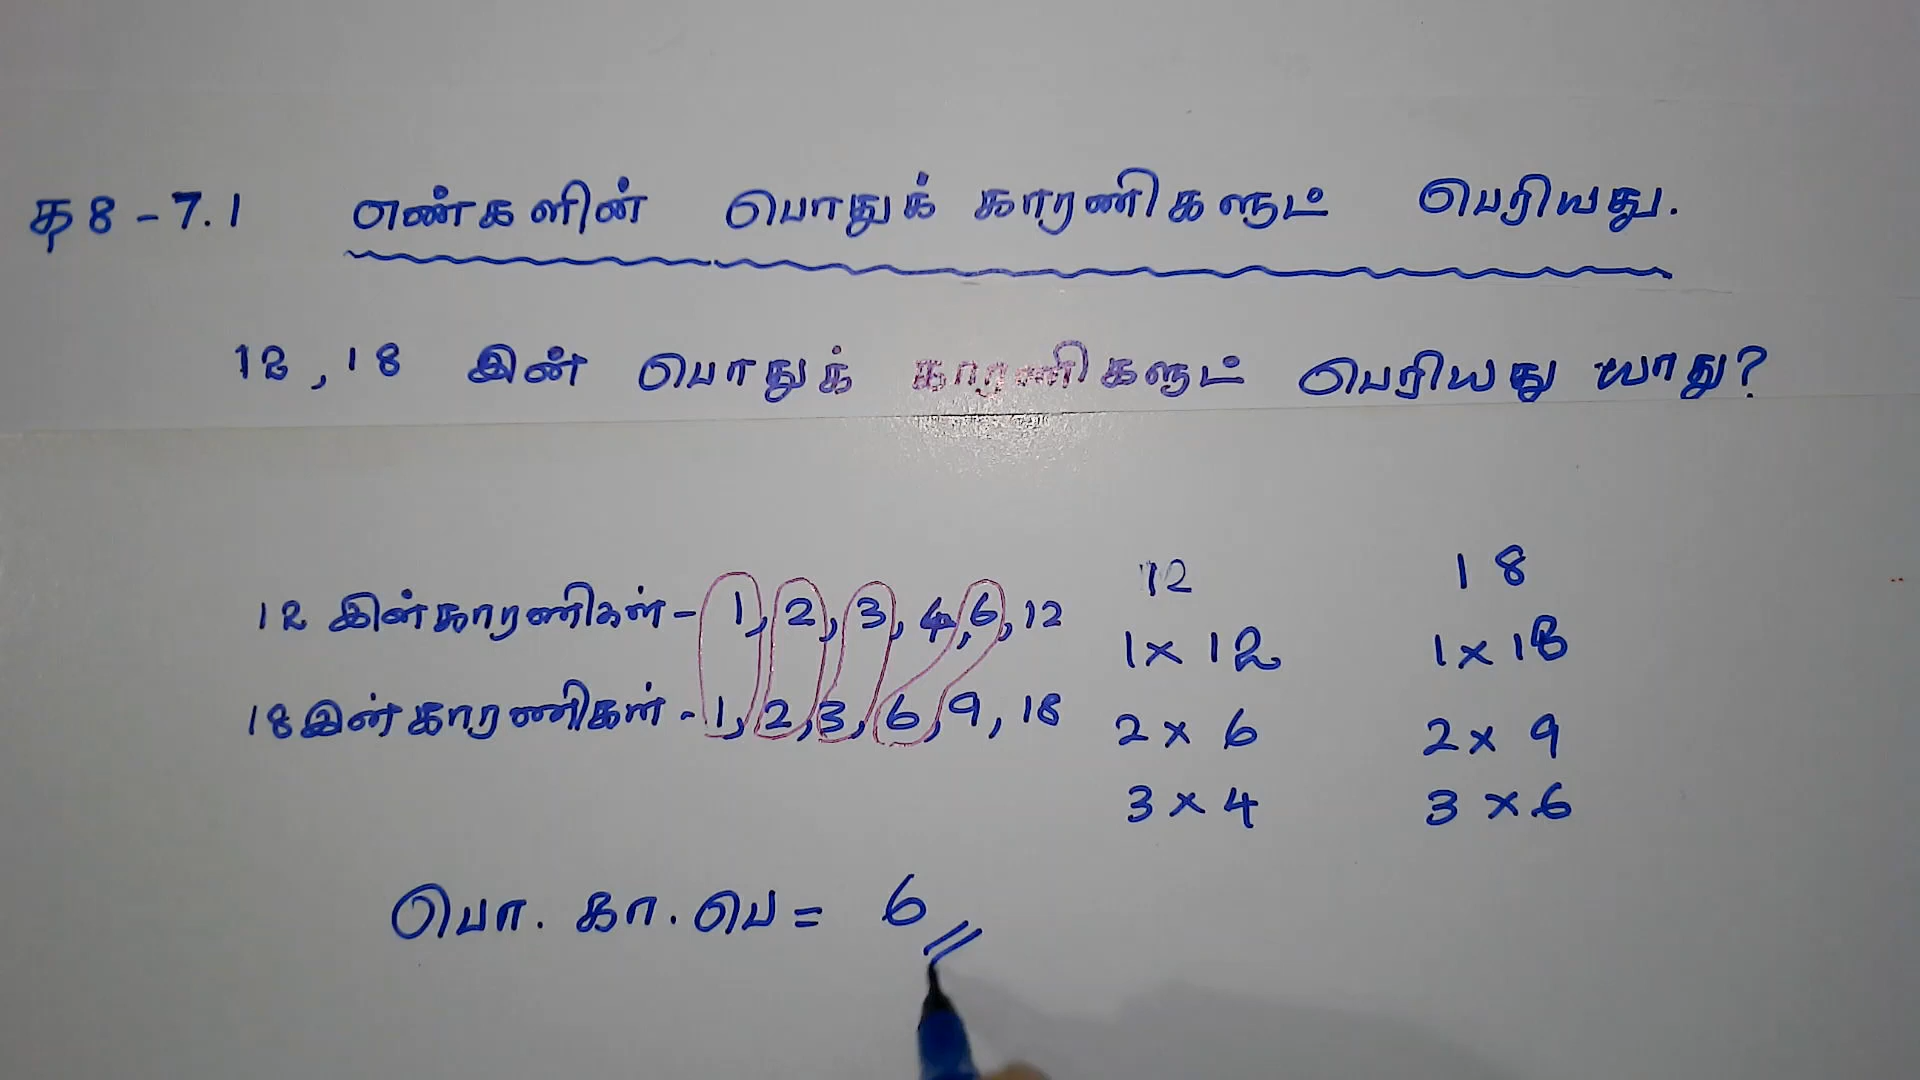 த 8 - 7.1 எண்களின் பொதுக் காரணிகளுட் பெரியது.
12, 18 இன் பொதுக் காரணிகளுட் பெரியது யாது?
12 இன் காரணிகள் - 1, 2, 3, 4, 6, 12
18 இன் காரணிகள் - 1, 2, 3, 6, 9, 18
12 18
1 x 12 1 x 18
2 x 6 2 x 9
3 x 4 3 x 6
பொ. கா. பெ = 6